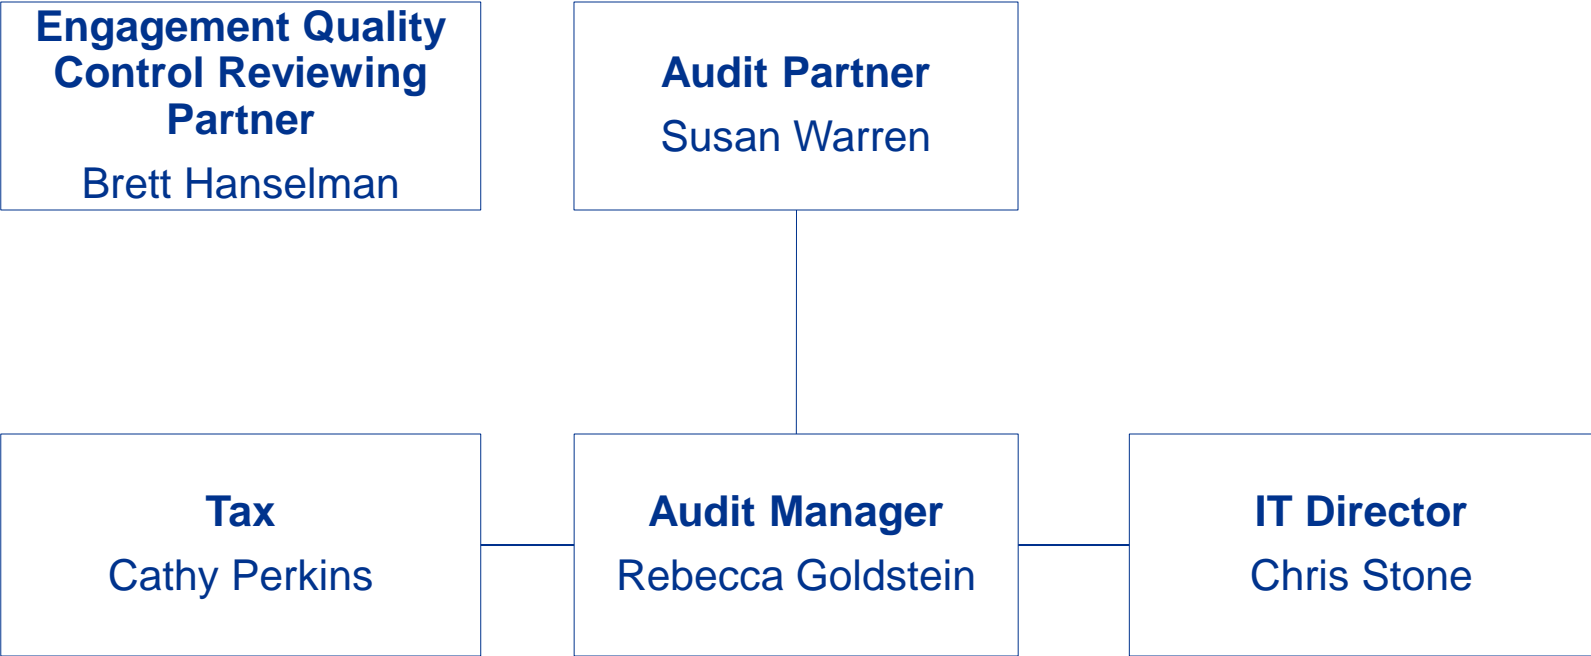 Engagement Quality
Control Reviewing
Partner
Brett Hanselman
Audit Partner
Susan Warren
Tax
Cathy Perkins
Audit Manager
Rebecca Goldstein
IT Director
Chris Stone